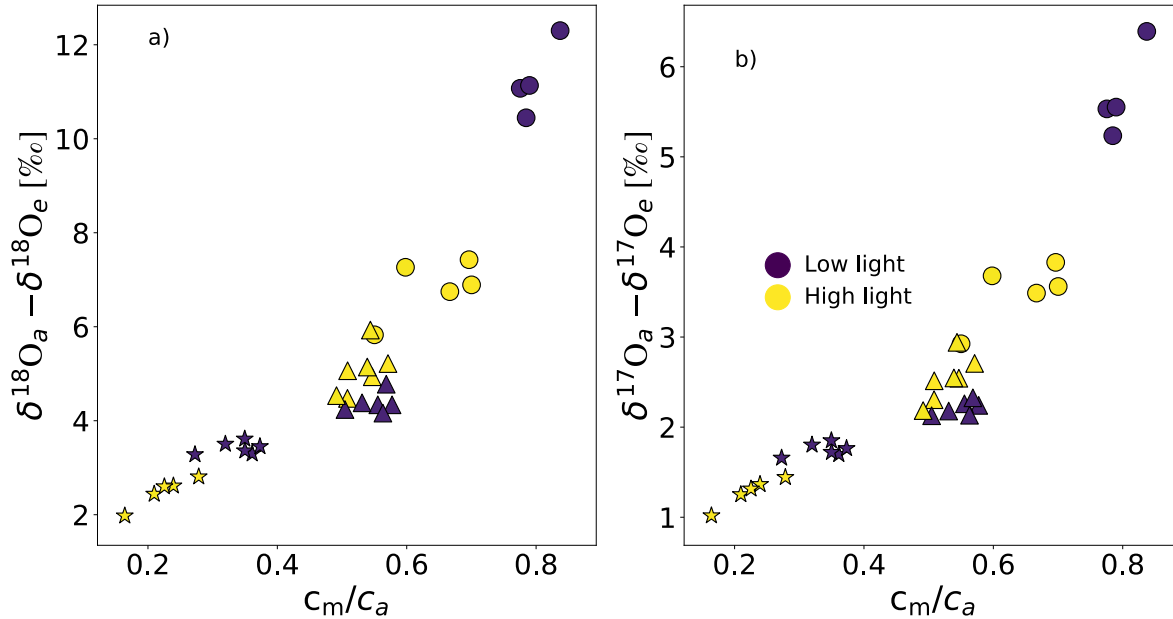 a)
12
10
8
6
4
2
δ¹⁸Oₐ −δ¹⁸Oₑ [‰]
0.2 0.4 0.6 0.8
cₘ/cₐ
b)
6
5
4
3
2
1
δ¹⁷Oₐ −δ¹⁷Oₑ [‰]
Low light
High light
0.2 0.4 0.6 0.8
cₘ/cₐ